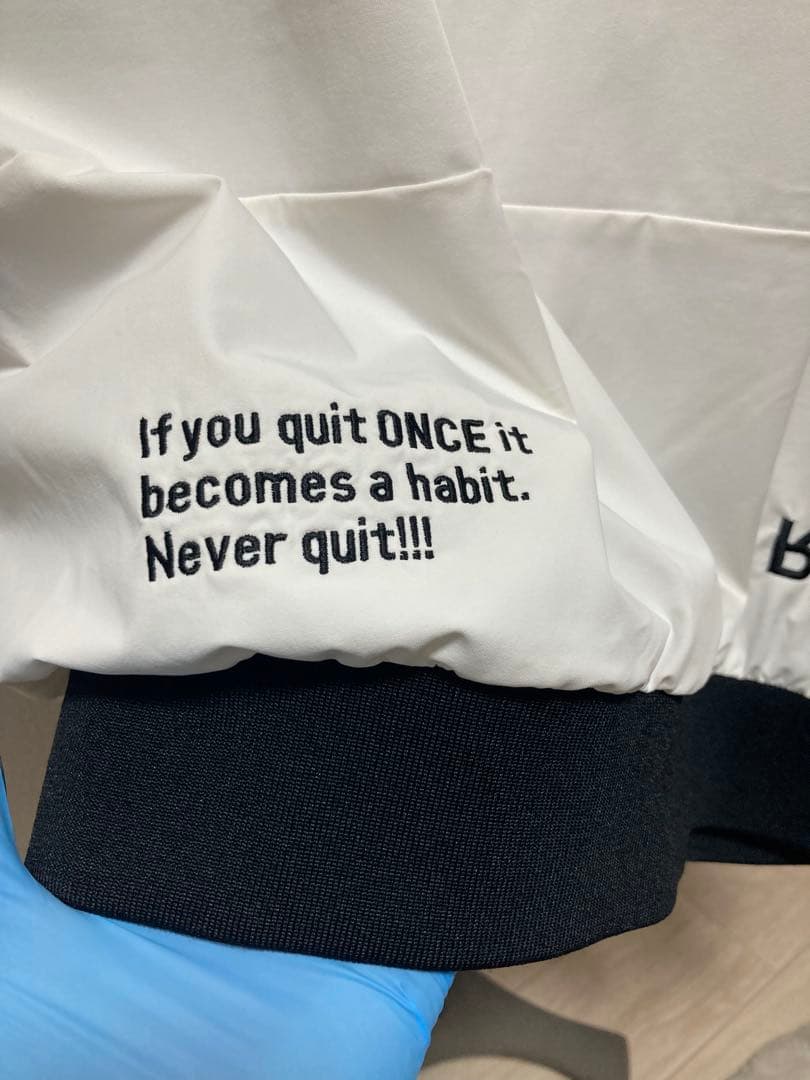 If you quit ONCE it
becomes a habit.
Never quit!!!